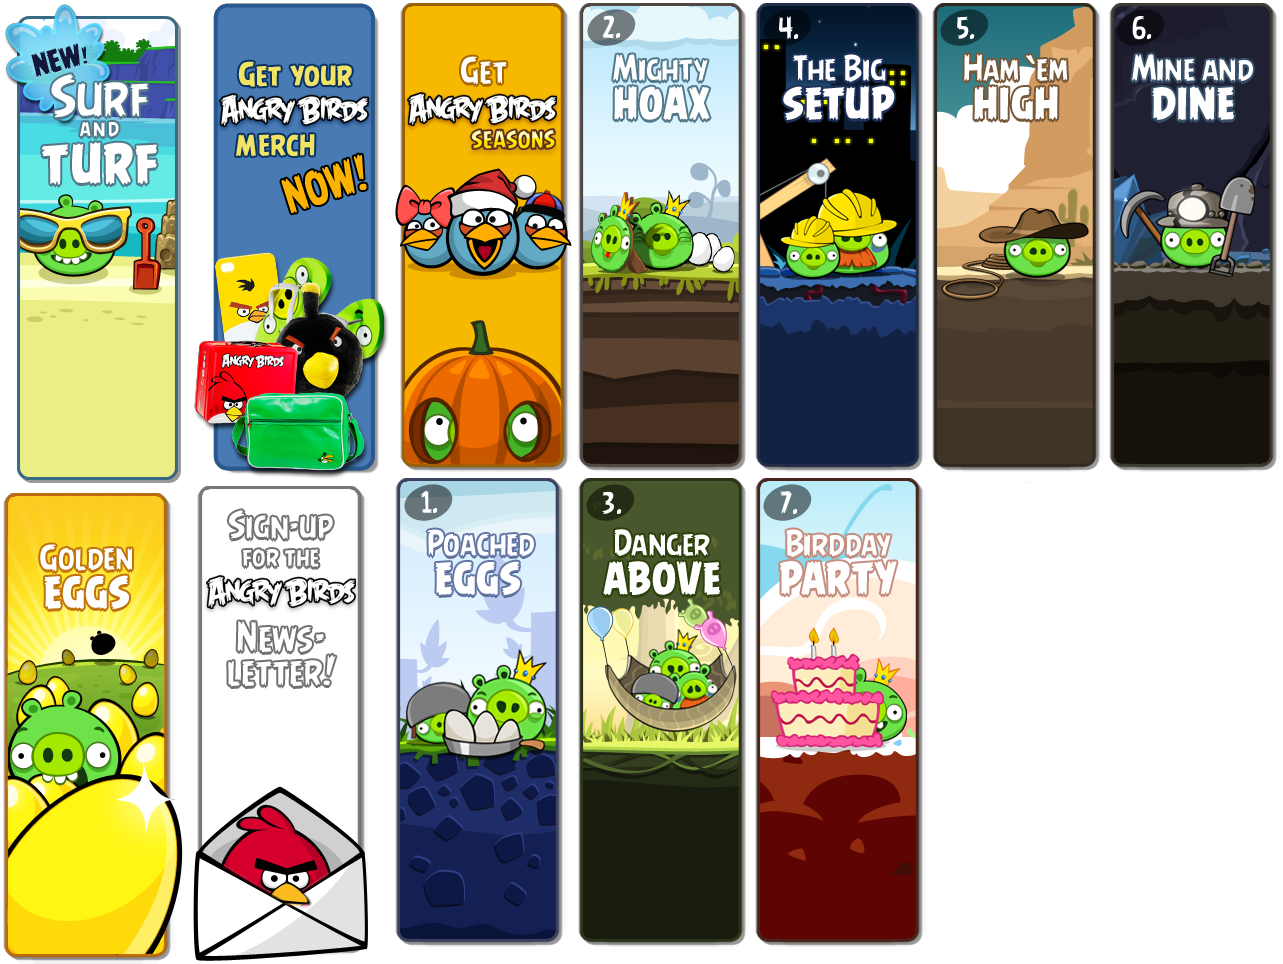 NEW!
SURF
AND
TURF
GET YOUR
ANGRY BIRDS
MERCH
NOW!
ANGRY BIRDS
GET
ANGRY BIRDS
SEASONS
2.
MIGHTY
HOAX
4.
THE BIG
SETUP
5.
HAM `EM
HIGH
6.
MINE AND
DINE
GOLDEN
EGGS
SIGN-UP
FOR THE
ANGRY BIRDS
NEWS-
LETTER!
1.
POACHED
EGGS
3.
DANGER
ABOVE
7.
BIRDDAY
PARTY